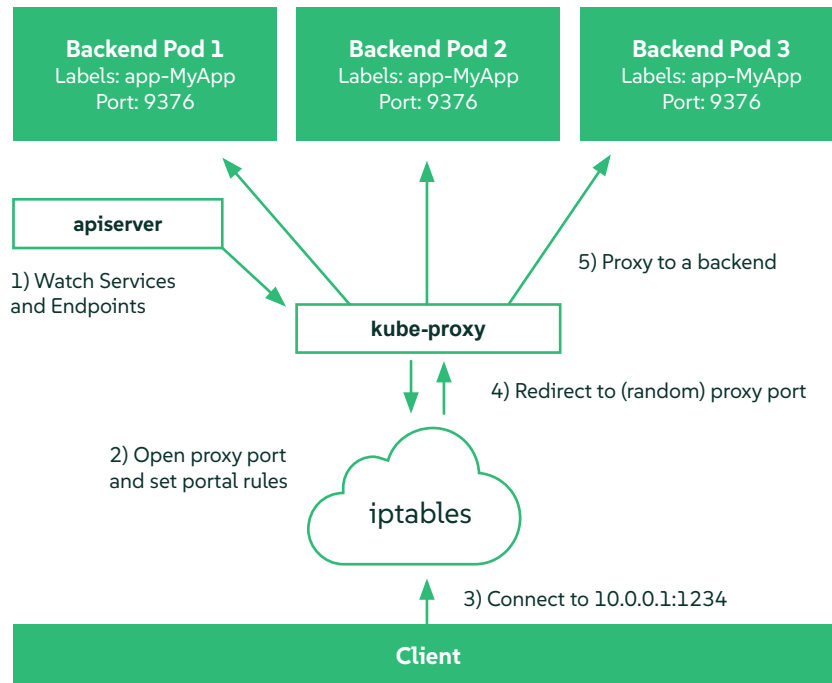 Backend Pod 1
Labels: app-MyApp
Port: 9376
Backend Pod 2
Labels: app-MyApp
Port: 9376
Backend Pod 3
Labels: app-MyApp
Port: 9376
apiserver
1) Watch Services
and Endpoints
5) Proxy to a backend
kube-proxy
4) Redirect to (random) proxy port
2) Open proxy port
and set portal rules
iptables
3) Connect to 10.0.0.1:1234
Client